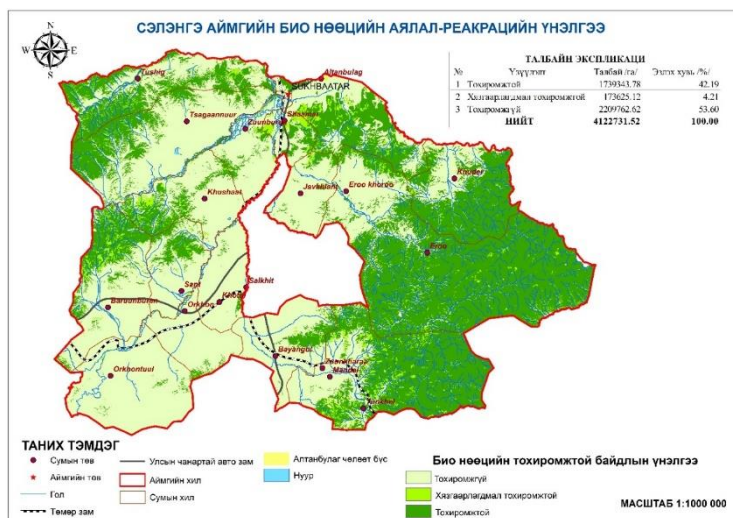 СЭЛЭНГЭ АЙМГИЙН БИО НӨӨЦИЙН АЯЛАЛ-РЕАКРАЦИЙН ҮНЭЛГЭЭ
N
W E
S
ТАЛБАЙН ЭКСПЛИКАЦИ
№ Үзүүлэлт Талбай /га/ Эзлэх хувь /%/
1 Тохиромжтой 1739343.78 42.19
2 Хязгаарлагдмал тохиромжтой 173625.12 4.21
3 Тохиромжгүй 2209762.62 53.60
НИЙТ 4122731.52 100.00
Tushig
Altanbulag
SUKHBAATAR
Tsagaannuur
Zuunburen
Shaamar
Khushaat
Javkhlant
Eroo khoroo
Khuder
Eroo
Sant
Salkhit
Baruunburen
Orkhon
Khötöl
Bayangol
Zuunkharaa
Mandal
Orkhontuul
Tunkhel
ТАНИХ ТЭМДЭГ
Сумын төв
Аймгийн төв
Гол
Төмөр зам
Улсын чанартай авто зам
Аймгийн хил
Сумын хил
Алтанбулаг чөлөөт бүс
Нуур
Био нөөцийн тохиромжтой байдлын үнэлгээ
Тохиромжгүй
Хязгаарлагдмал тохиромжтой
Тохиромжтой
МАСШТАБ 1:1000 000